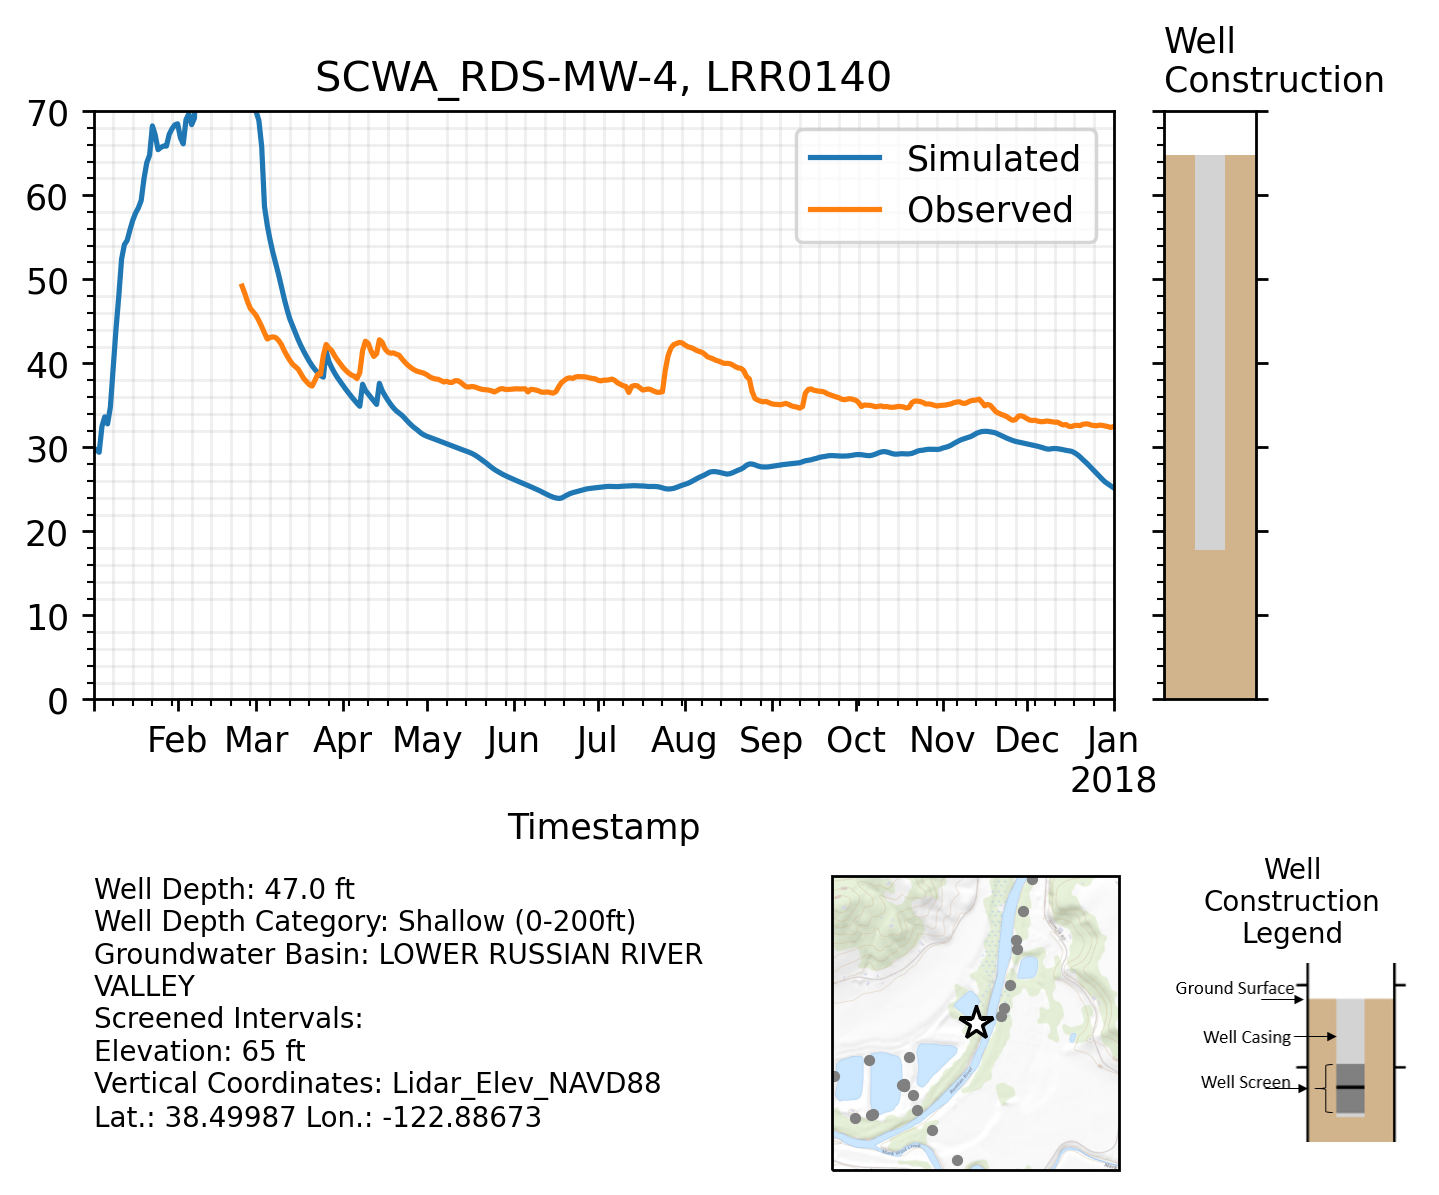 Well
Construction
SCWA_RDS-MW-4, LRR0140
70
60
50
40
30
20
10
0
Simulated
Observed
Feb Mar Apr May Jun Jul Aug Sep Oct Nov Dec Jan
2018
Timestamp
Well Depth: 47.0 ft
Well Depth Category: Shallow (0-200ft)
Groundwater Basin: LOWER RUSSIAN RIVER
VALLEY
Screened Intervals:
Elevation: 65 ft
Vertical Coordinates: Lidar_Elev_NAVD88
Lat.: 38.49987 Lon.: -122.88673
Well
Construction
Legend
Ground Surface
Well Casing
Well Screen